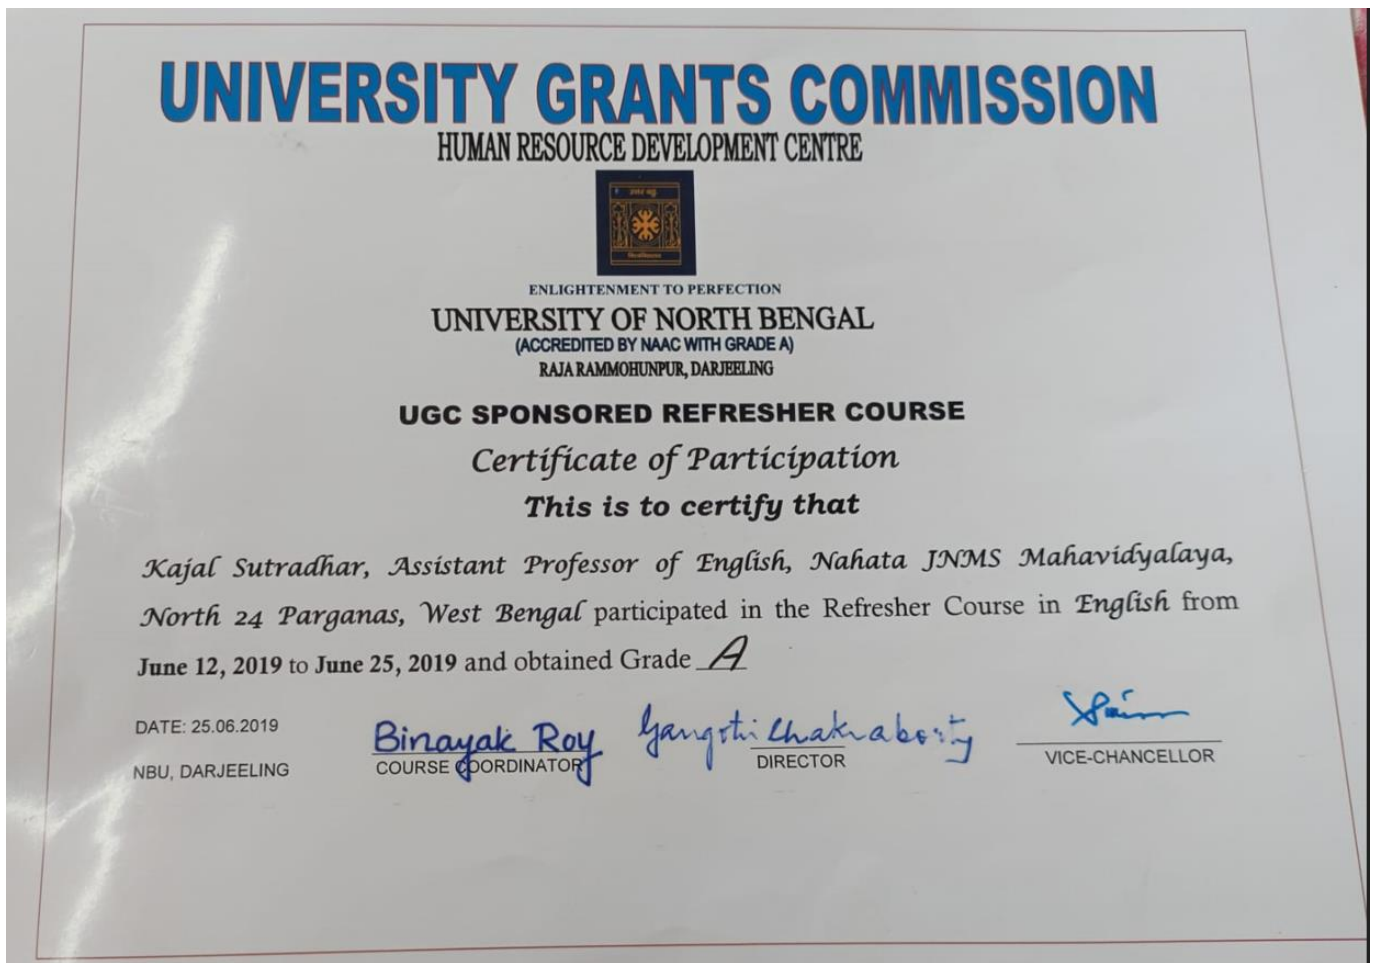 UNIVERSITY GRANTS COMMISSION
HUMAN RESOURCE DEVELOPMENT CENTRE
ENLIGHTENMENT TO PERFECTION
UNIVERSITY OF NORTH BENGAL
(ACCREDITED BY NAAC WITH GRADE A)
RAJA RAMMOHUNPUR, DARJEELING
UGC SPONSORED REFRESHER COURSE
Certificate of Participation
This is to certify that
Kajal Sutradhar, Assistant Professor of English, Nahata JNMS Mahavidyalaya,
North 24 Parganas, West Bengal participated in the Refresher Course in English from
June 12, 2019 to June 25, 2019 and obtained Grade A
DATE: 25.06.2019
NBU, DARJEELING
Binayak Roy
COURSE COORDINATOR
Gangotri Chakraborty
DIRECTOR
VICE-CHANCELLOR